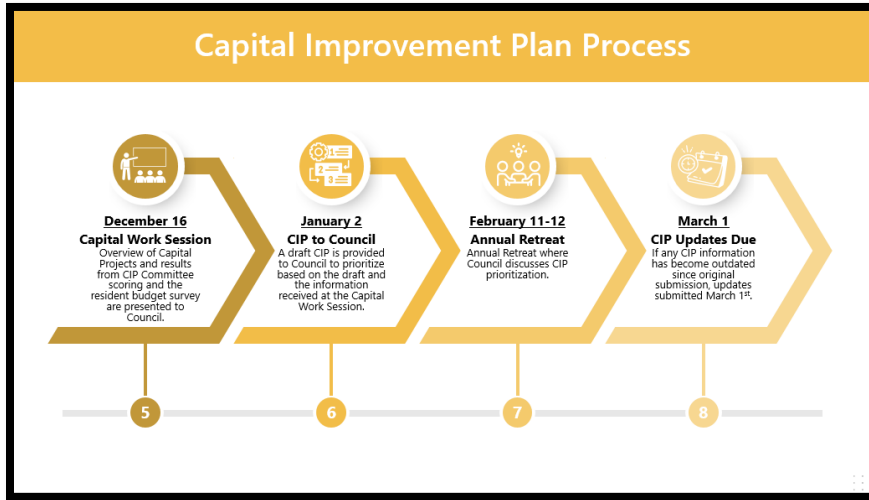 Capital Improvement Plan Process
1
2
3
December 16
Capital Work Session
Overview of Capital
Projects and results
from CIP Committee
scoring and the
resident budget survey
are presented to
Council.
January 2
CIP to Council
A draft CIP is provided
to Council to prioritize
based on the draft and
the information
received at the Capital
Work Session.
February 11-12
Annual Retreat
Annual Retreat where
Council discusses CIP
prioritization.
March 1
CIP Updates Due
If any CIP information
has become outdated
since original
submission, updates
submitted March 1st.
5
6
7
8